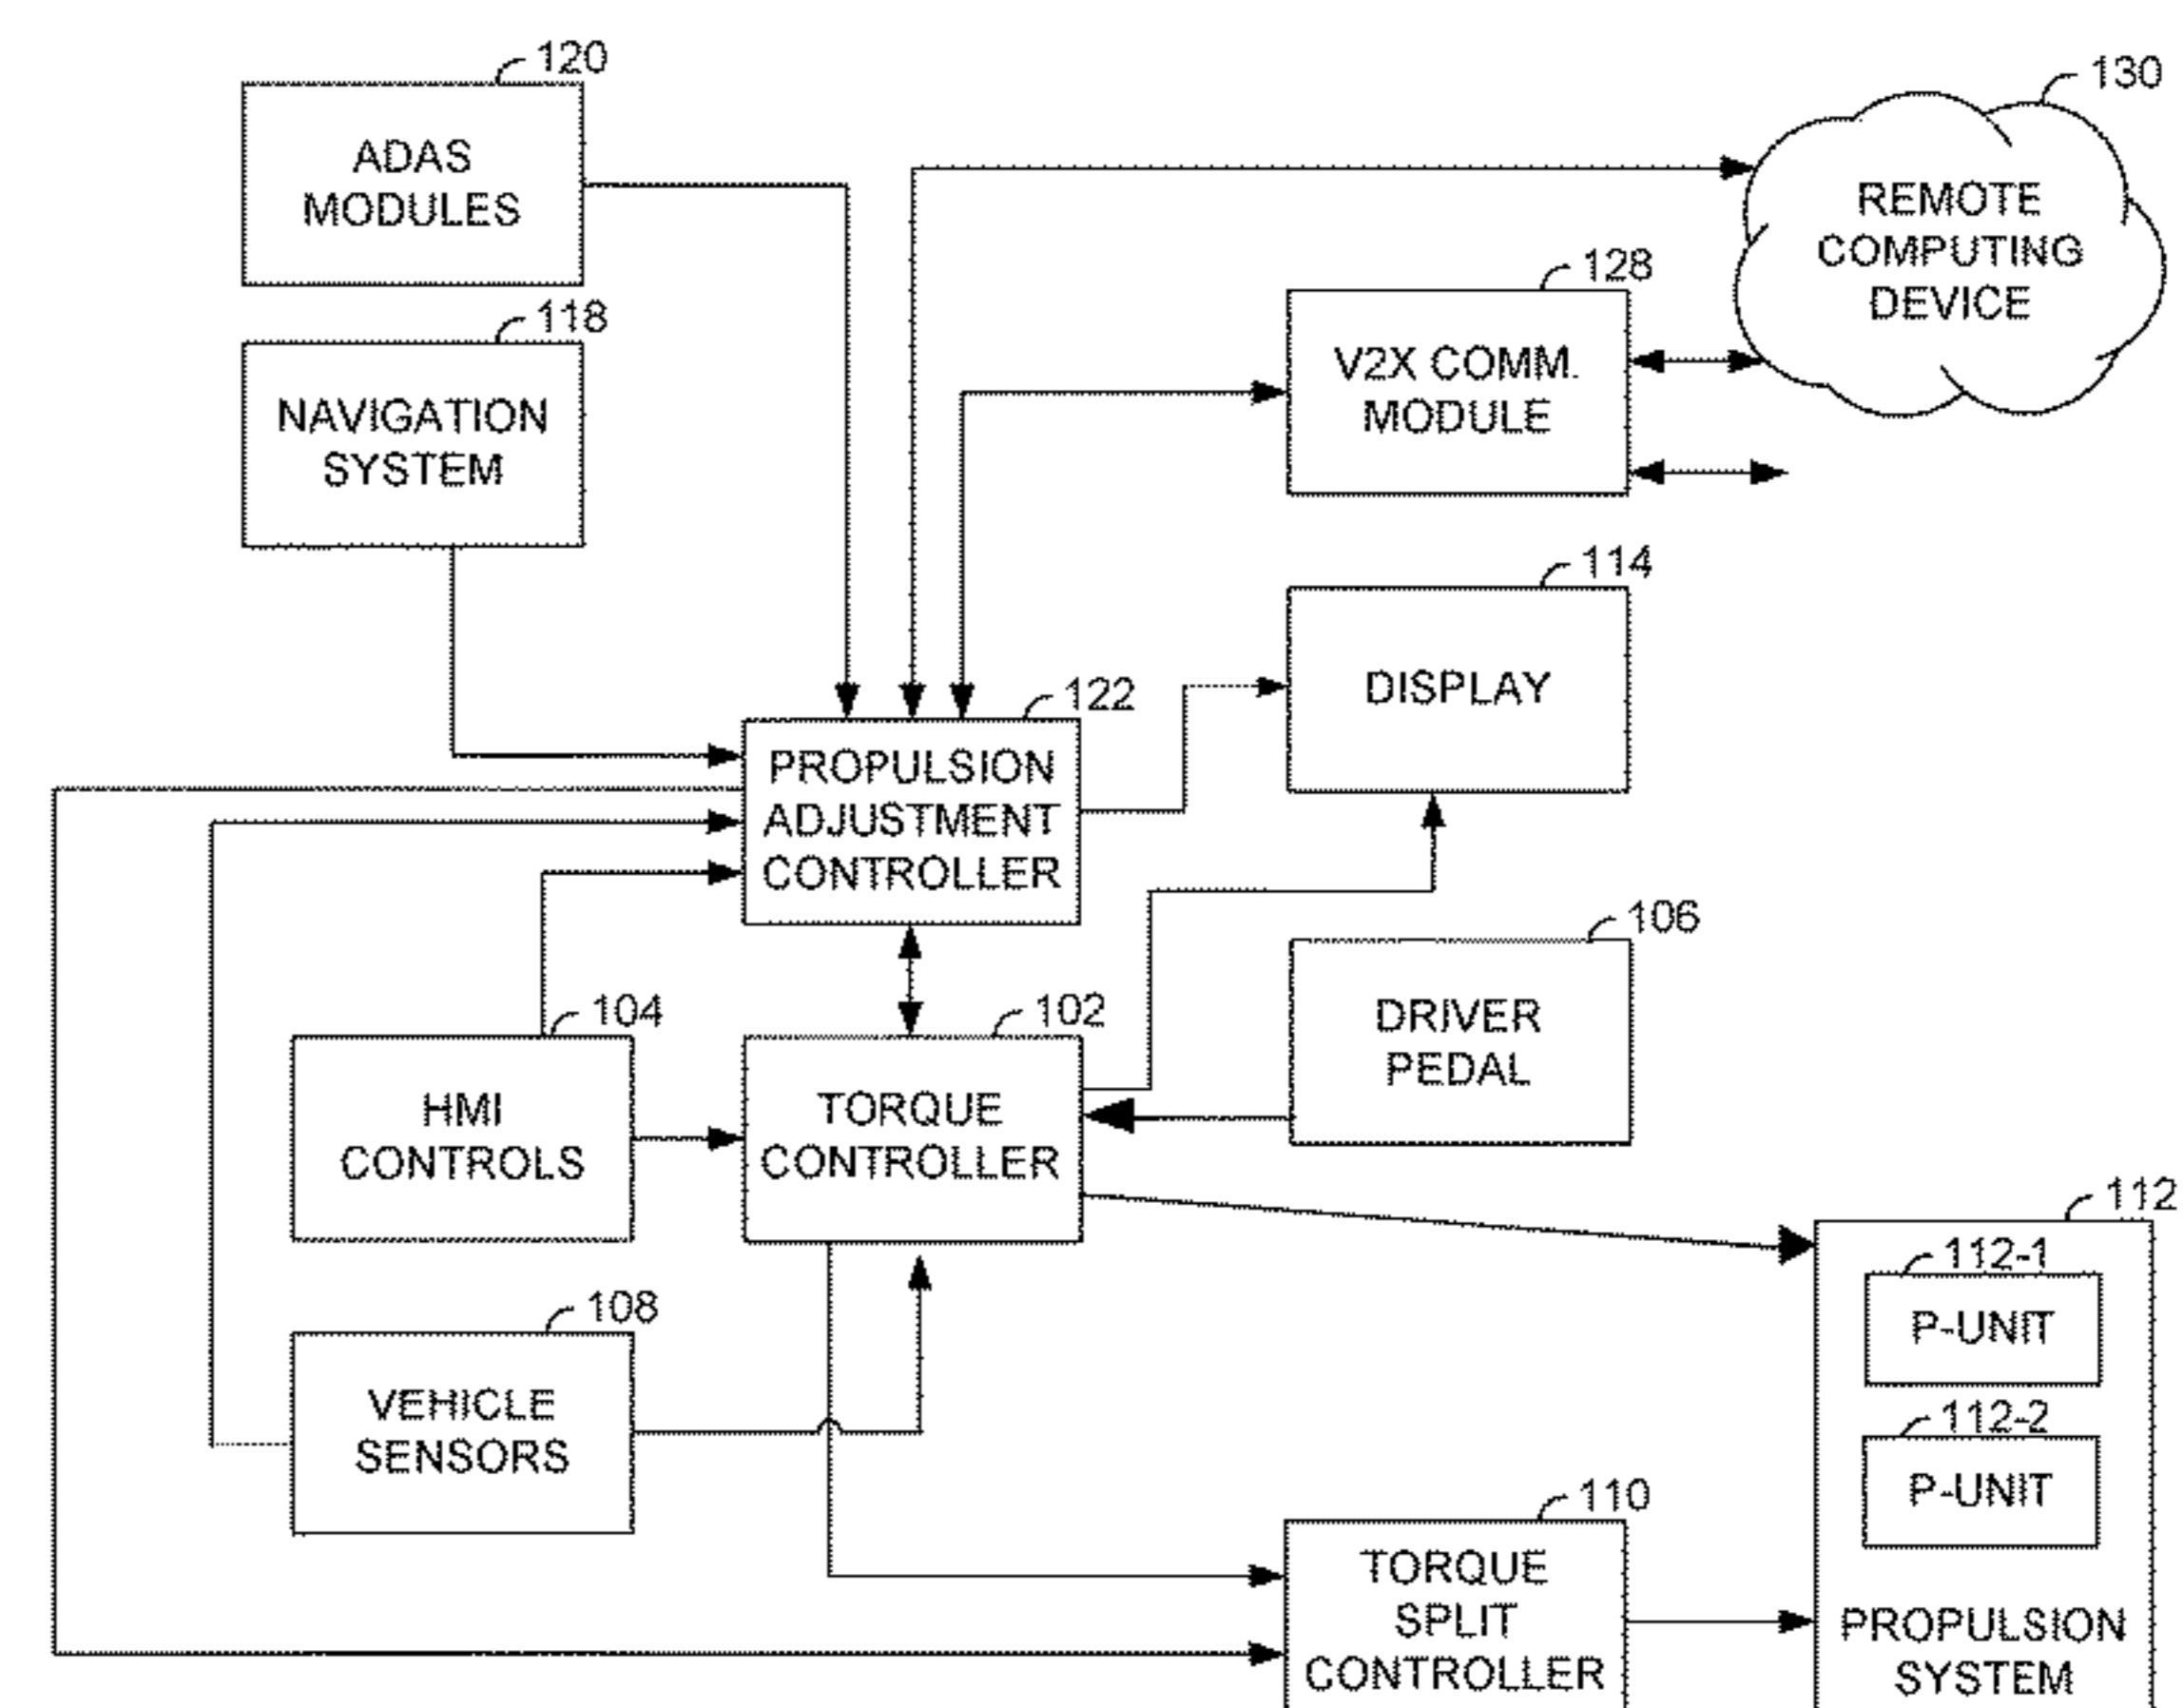 120
ADAS
MODULES
130
REMOTE
COMPUTING
DEVICE
118
NAVIGATION
SYSTEM
128
V2X COMM.
MODULE
114
DISPLAY
122
PROPULSION
ADJUSTMENT
CONTROLLER
106
DRIVER
PEDAL
104
HMI
CONTROLS
102
TORQUE
CONTROLLER
112
112-1
P-UNIT
112-2
P-UNIT
PROPULSION
SYSTEM
108
VEHICLE
SENSORS
110
TORQUE
SPLIT
CONTROLLER